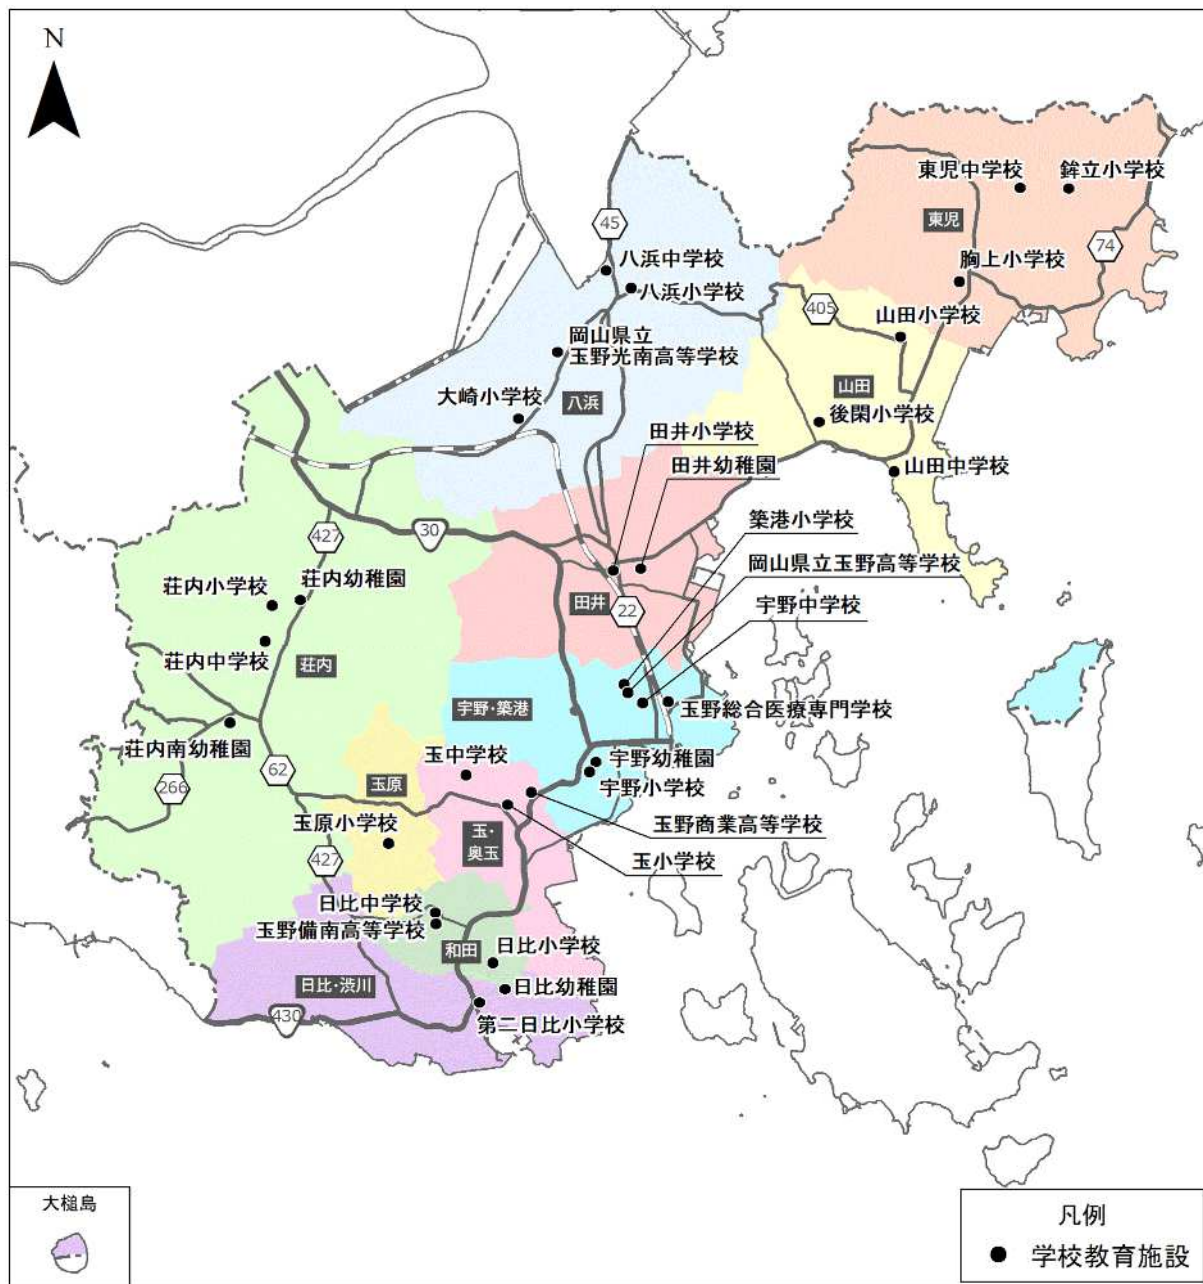 N
東児中学校
鉾立小学校
東児
45
74
八浜中学校
胸上小学校
八浜小学校
405
山田小学校
岡山県立
玉野光南高等学校
大崎小学校
八浜
山田
後閑小学校
田井小学校
田井幼稚園
山田中学校
築港小学校
30
427
岡山県立玉野高等学校
荘内小学校
荘内幼稚園
田井
22
宇野中学校
荘内中学校
荘内
宇野・築港
玉野総合医療専門学校
荘内南幼稚園
玉中学校
宇野幼稚園
62
266
玉原
宇野小学校
玉原小学校
玉・
奥玉
玉野商業高等学校
427
玉小学校
日比中学校
玉野備南高等学校
和田
日比小学校
日比・渋川
日比幼稚園
430
第二日比小学校
大槌島
凡例
学校教育施設